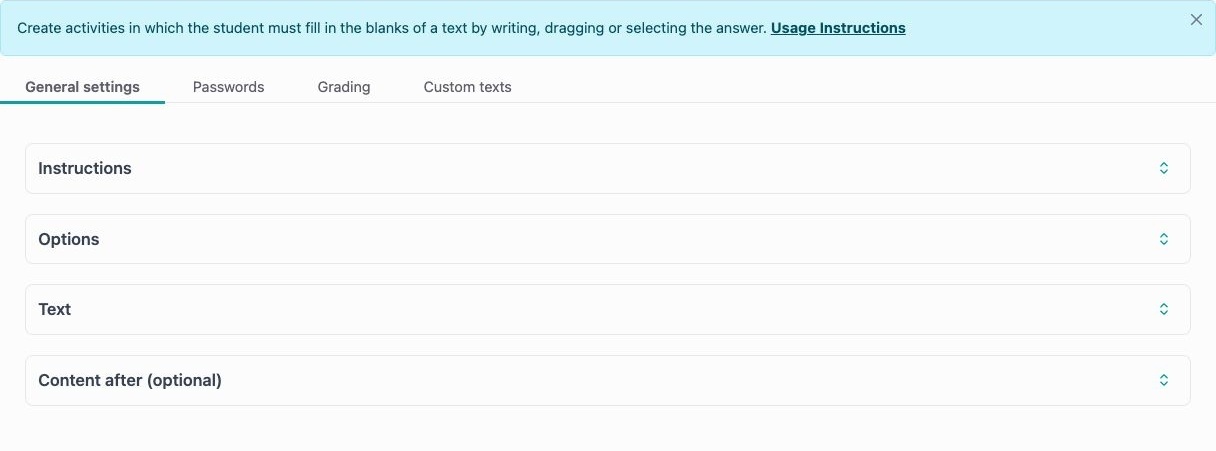 Create activities in which the student must fill in the blanks of a text by writing, dragging or selecting the answer. Usage Instructions
General settings Passwords Grading Custom texts
Instructions
Options
Text
Content after (optional)